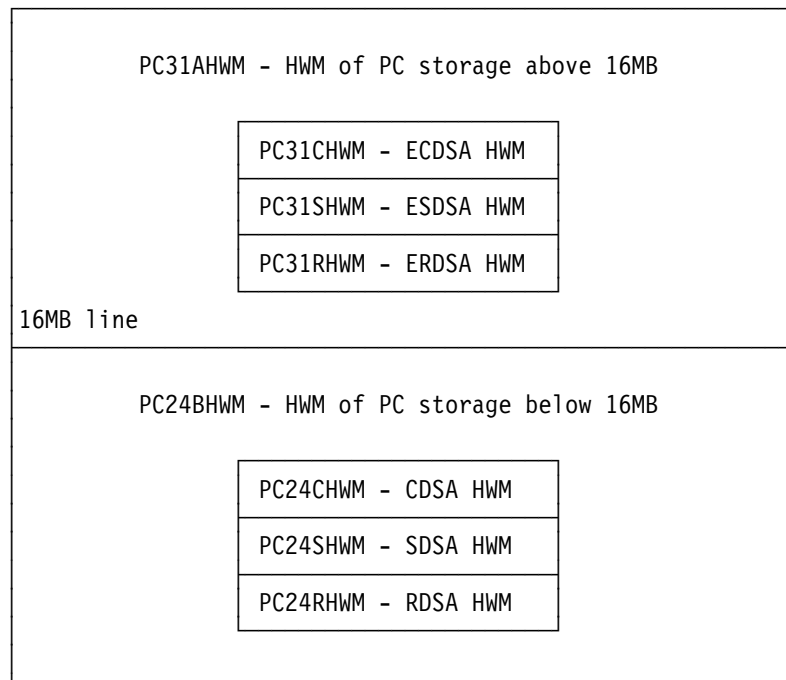 PC31AHWM - HWM of PC storage above 16MB
PC31CHWM - ECDSA HWM
PC31SHWM - ESDSA HWM
PC31RHWM - ERDSA HWM
16MB line
PC24BHWM - HWM of PC storage below 16MB
PC24CHWM - CDSA HWM
PC24SHWM - SDSA HWM
PC24RHWM - RDSA HWM